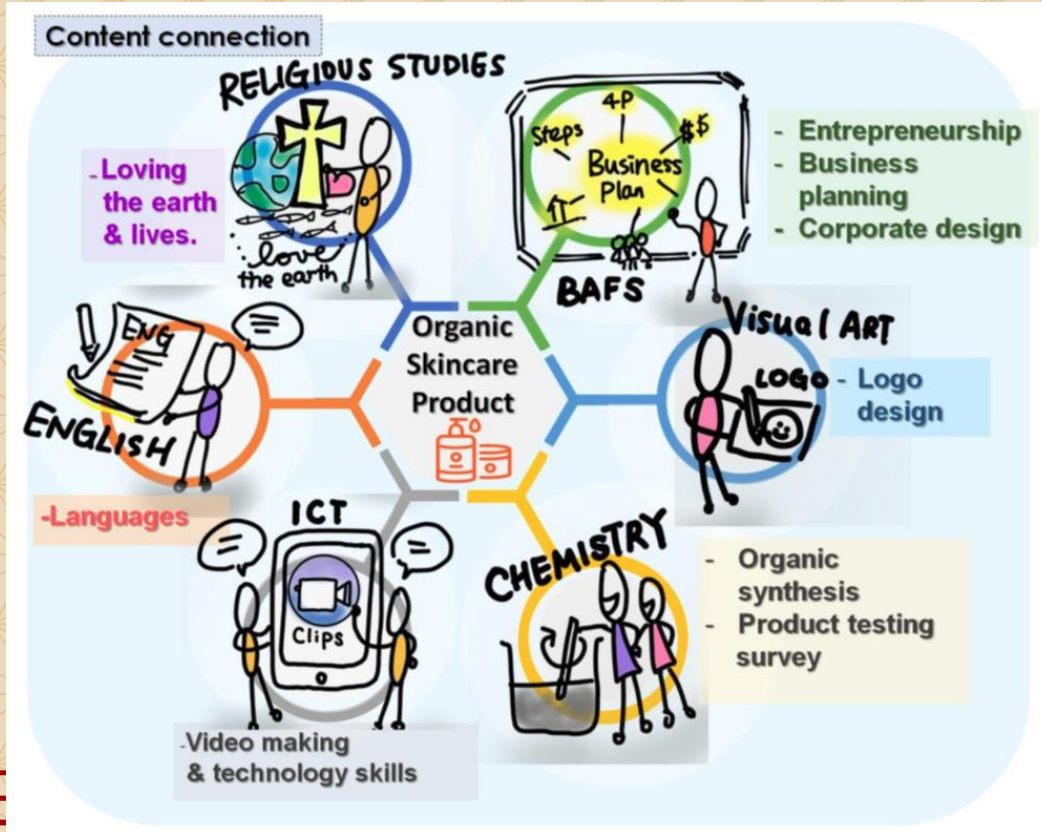 Content connection
RELIGIOUS STUDIES
- Loving
the earth
& lives.
love
the earth
4P
Steps
$$
Business
Plan
BAFS
- Entrepreneurship
- Business
planning
- Corporate design
ENG
ENGLISH
-Languages
Organic
Skincare
Product
Visual ART
LOGO
- Logo
design
ICT
Clips
-Video making
& technology skills
CHEMISTRY
- Organic
synthesis
- Product testing
survey